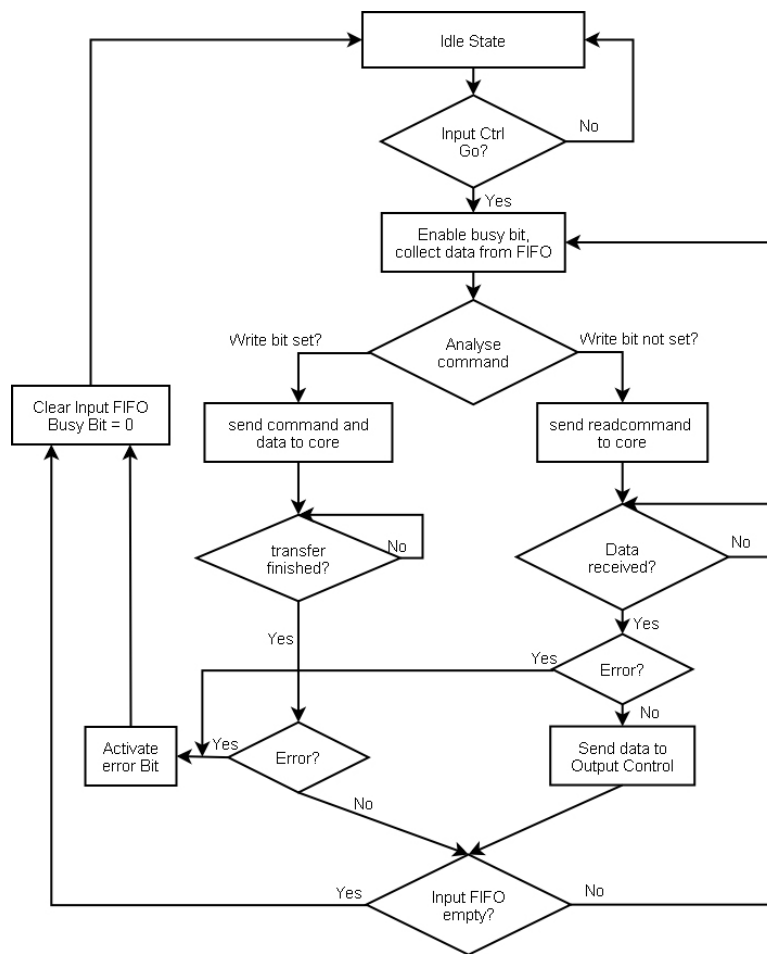 Idle State
Input Ctrl
Go?
No
Yes
Enable busy bit,
collect data from FIFO
Write bit set?
Analyse
command
Write bit not set?
Clear Input FIFO
Busy Bit = 0
send command and
data to core
send readcommand
to core
transfer
finished?
No
Data
received?
No
Yes
Yes
Yes
Error?
No
Activate
error Bit
Yes
Error?
Send data to
Output Control
No
Yes
Input FIFO
empty?
No